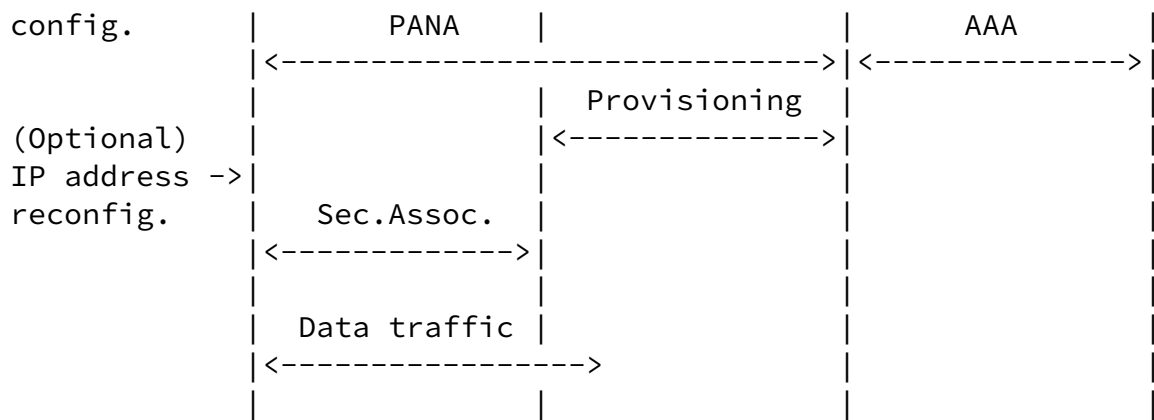 config.       |       PANA    |                |      AAA       |
              |<------------------------------>|<-------------->|
              |               |  Provisioning  |                |
(Optional)    |               |<-------------->|                |
IP address -> |               |                |                |
reconfig.     |   Sec.Assoc.  |                |                |
              |<------------->|                |                |
              |               |                |                |
              |  Data traffic |                |                |
              |<----------------->             |                |
              |               |                |                |